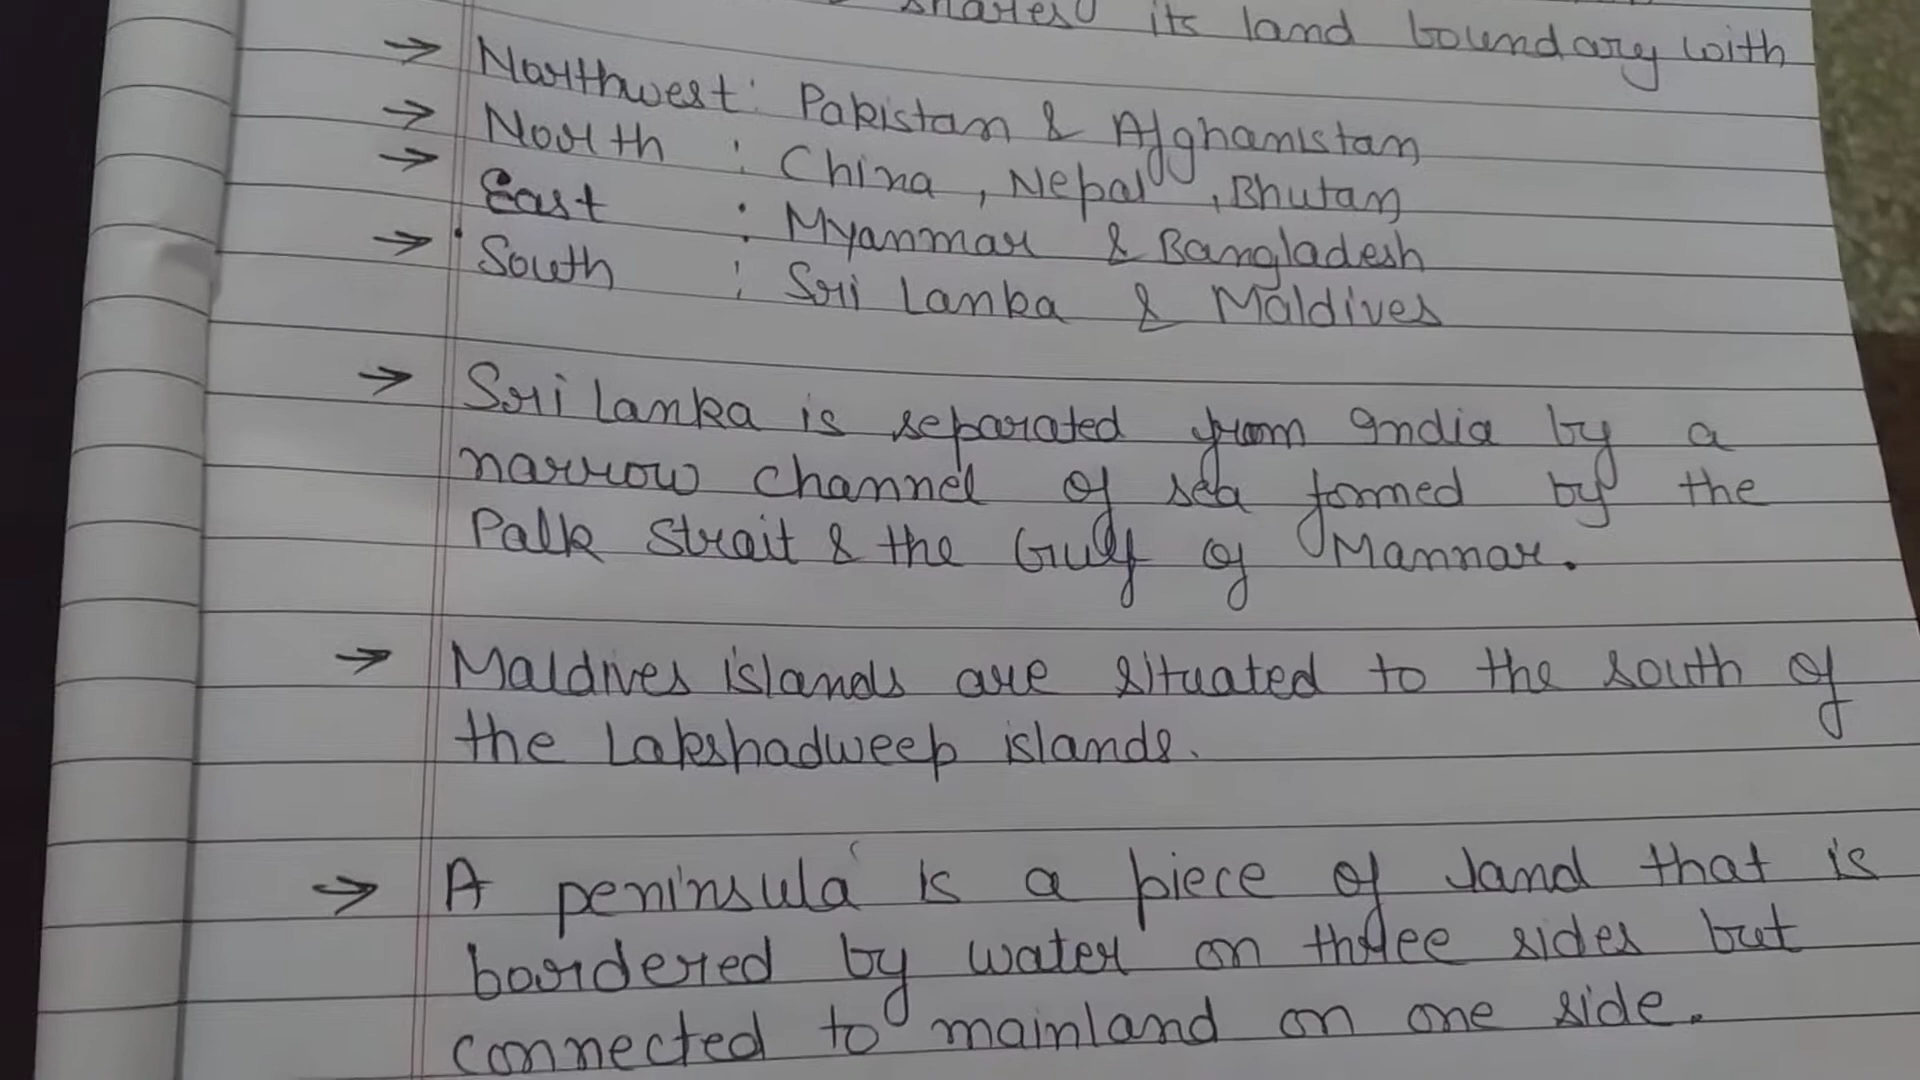 shares its land boundary with
→ Northwest: Pakistan & Afghanistan
→ North : China, Nepal, Bhutan
→ East : Myanmar & Bangladesh
→ South : Sri Lanka & Maldives
→ Sri lanka is separated from India by a
narrow channel of sea formed by the
Palk Strait & the Gulf of Mannar.
→ Maldives islands are situated to the south of
the Lakshadweep islands.
→ A peninsula is a piece of land that is
bordered by water on three sides but
connected to mainland on one side.